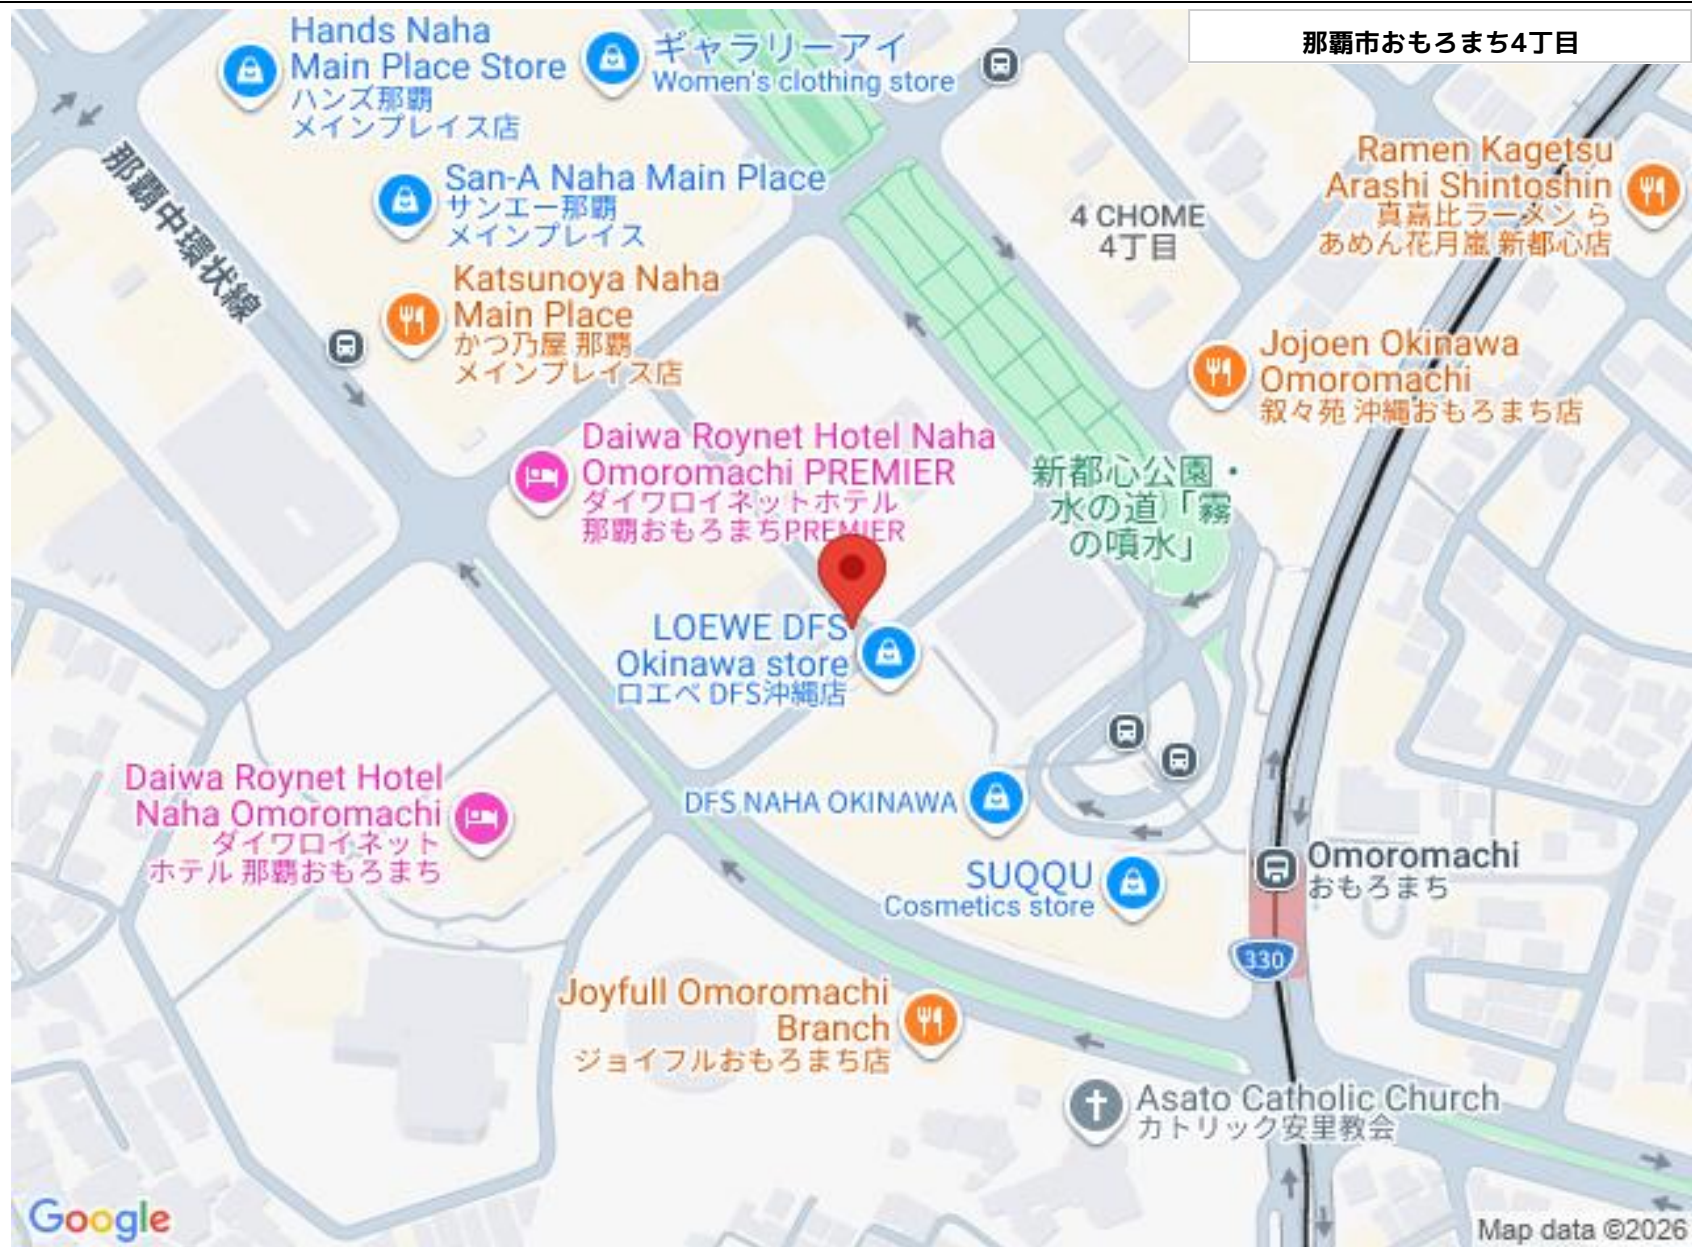 那覇市おもろまち4丁目
Hands Naha
Main Place Store
ハンズ那覇
メインプレイス店
ギャラリーアイ
Women's clothing store
那覇中環状線
San-A Naha Main Place
サンエー那覇
メインプレイス
4 CHOME
4丁目
Ramen Kagetsu
Arashi Shintoshin
真嘉比ラーメン ら
あめん花月嵐 新都心店
Katsunoya Naha
Main Place
かつ乃屋 那覇
メインプレイス店
Jojoen Okinawa
Omoromachi
叙々苑 沖縄おもろまち店
Daiwa Roynet Hotel Naha
Omoromachi PREMIER
ダイワロイネットホテル
那覇おもろまちPREMIER
新都心公園・
水の道)「霧
の噴水」
LOEWE DFS
Okinawa store
ロエベ DFS沖縄店
Daiwa Roynet Hotel
Naha Omoromachi
ダイワロイネット
ホテル 那覇おもろまち
DFS NAHA OKINAWA
SUQQU
Cosmetics store
Omoromachi
おもろまち
330
Joyfull Omoromachi
Branch
ジョイフルおもろまち店
Asato Catholic Church
カトリック安里教会
Google
Map data ©2026